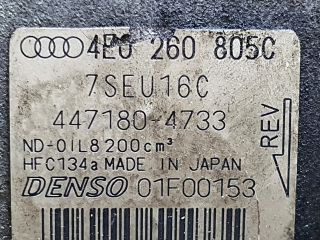 4E0 260 805C
7SEU16C
447180-4733
ND-OIL8 200cm³
HFC134a MADE IN JAPAN
DENSO 01F00153
REV